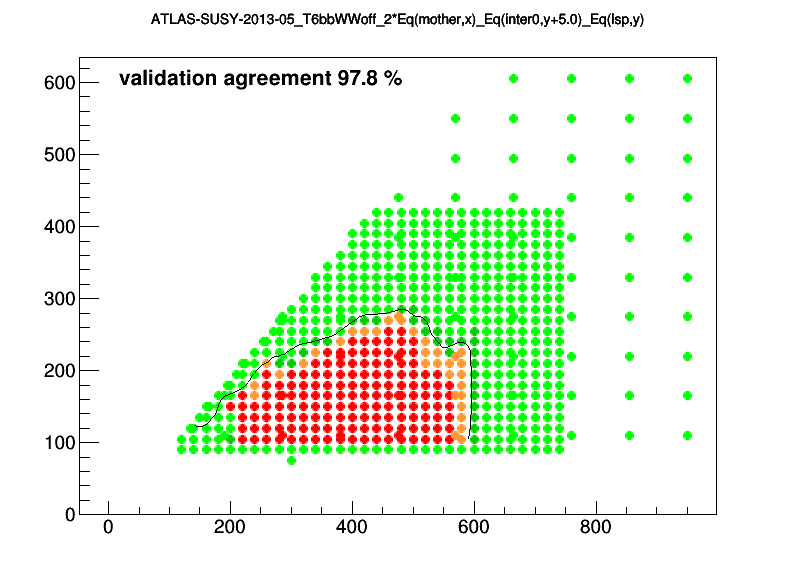 ATLAS-SUSY-2013-05_T6bbWWoff_2*Eq(mother,x)_Eq(inter0,y+5.0)_Eq(lsp,y)
validation agreement 97.8 %
600
500
400
300
200
100
0
0 200 400 600 800